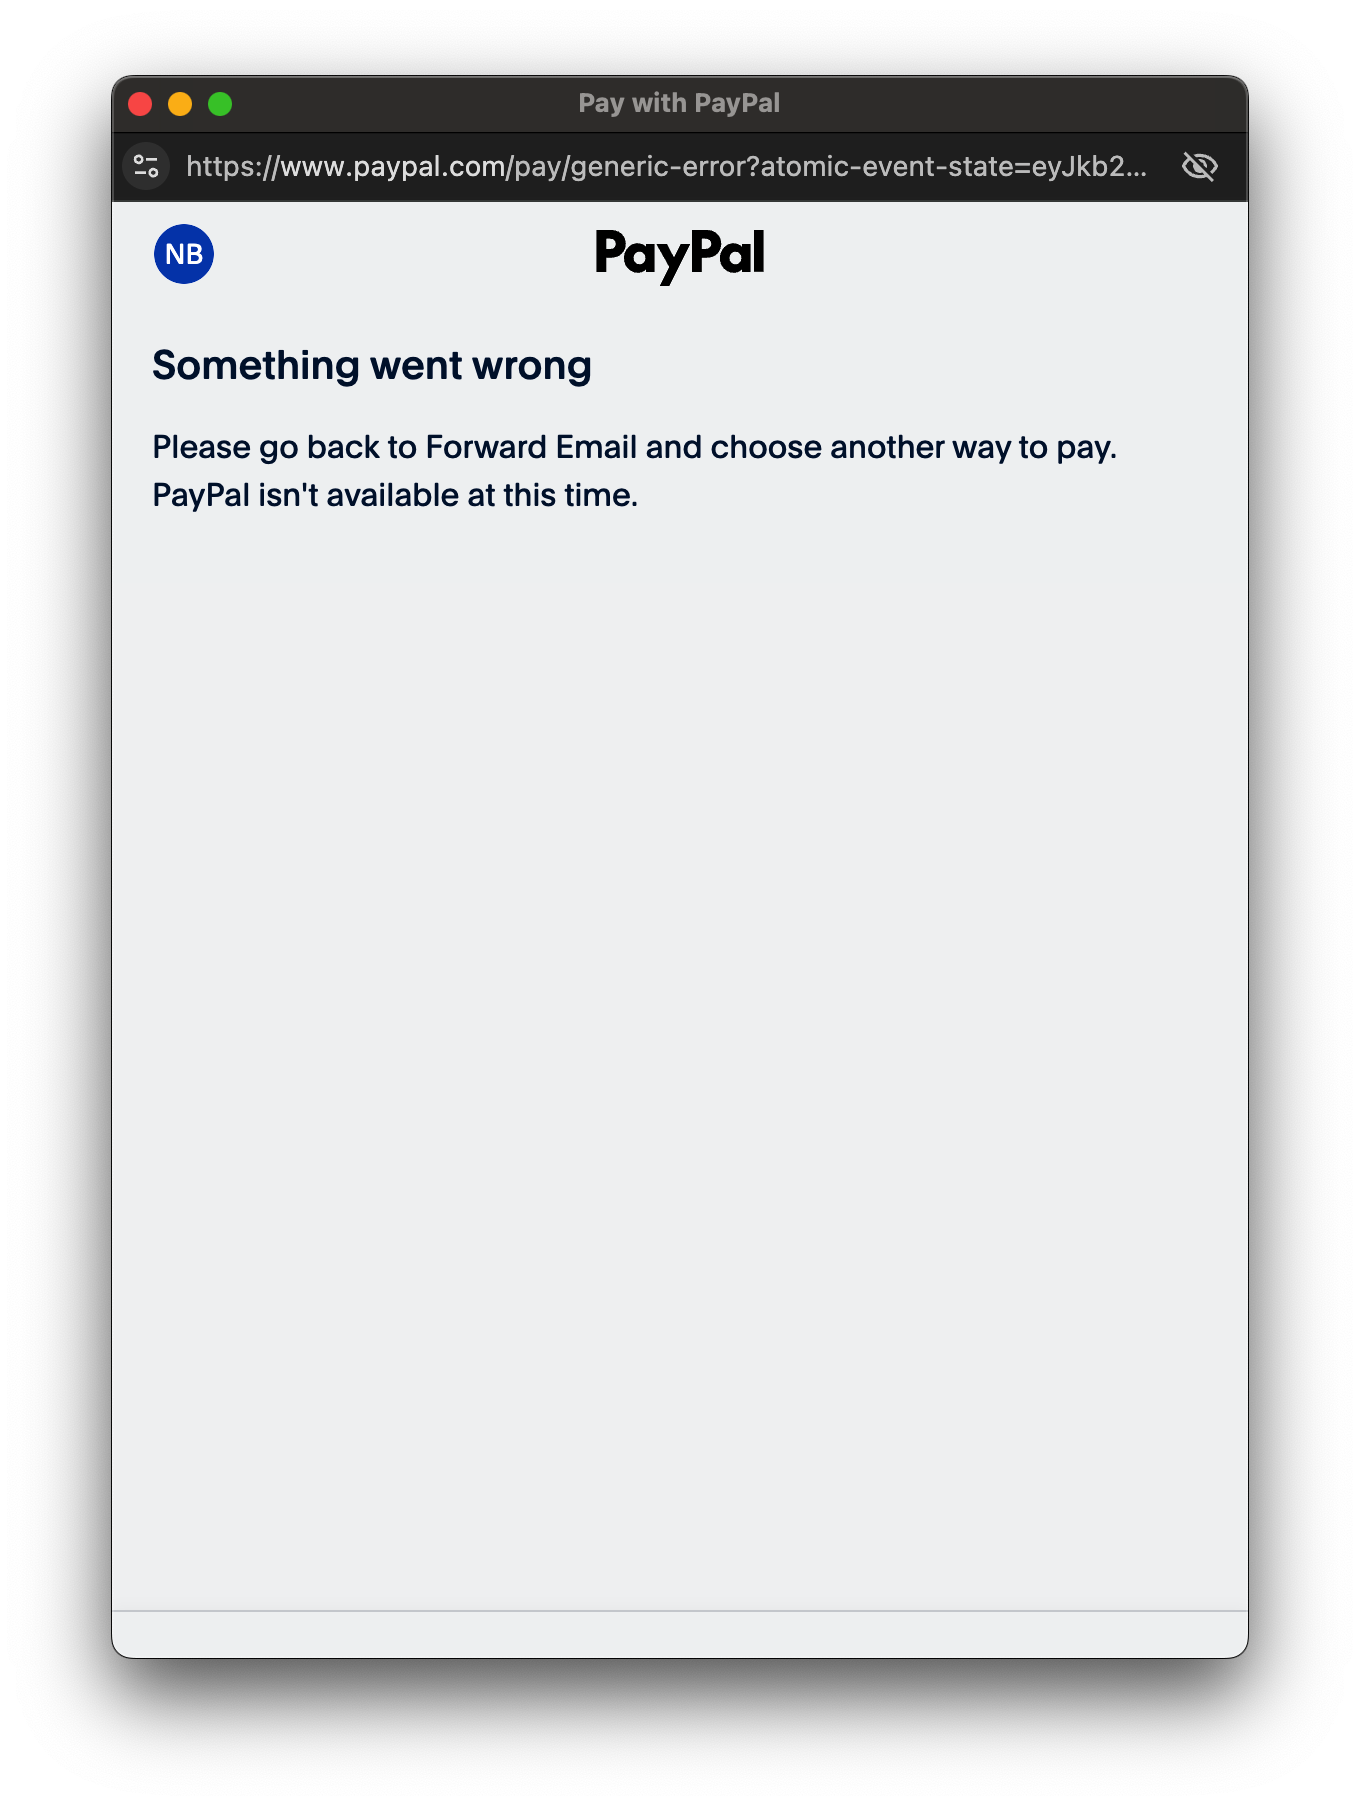 Pay with PayPal
https://www.paypal.com/pay/generic-error?atomic-event-state=eyJkb2...
NB
PayPal
Something went wrong
Please go back to Forward Email and choose another way to pay.
PayPal isn't available at this time.